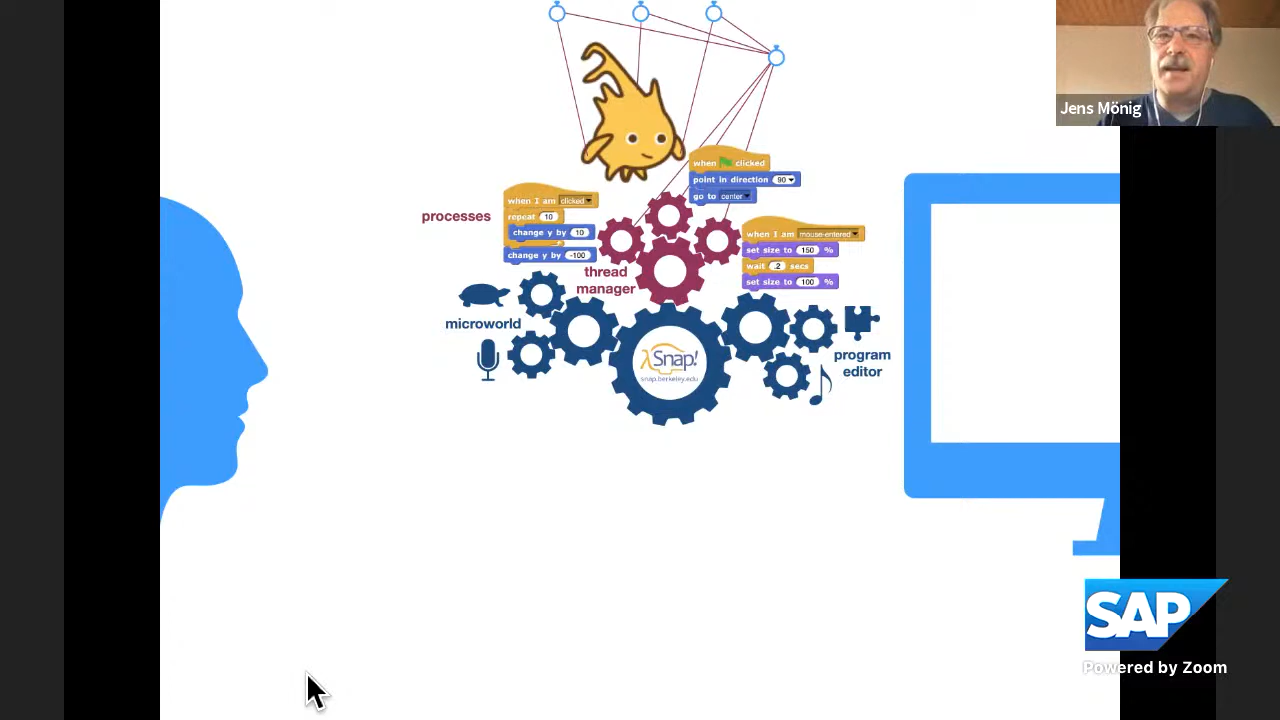 Jens Mönig
when clicked
point in direction 90
go to center
when I am clicked
repeat 10
change y by 10
change y by -100
processes
when I am mouse-entered
set size to 150 %
wait .2 secs
set size to 100 %
thread
manager
microworld
λSnap!
snap.berkeley.edu
program
editor
SAP
Powered by Zoom